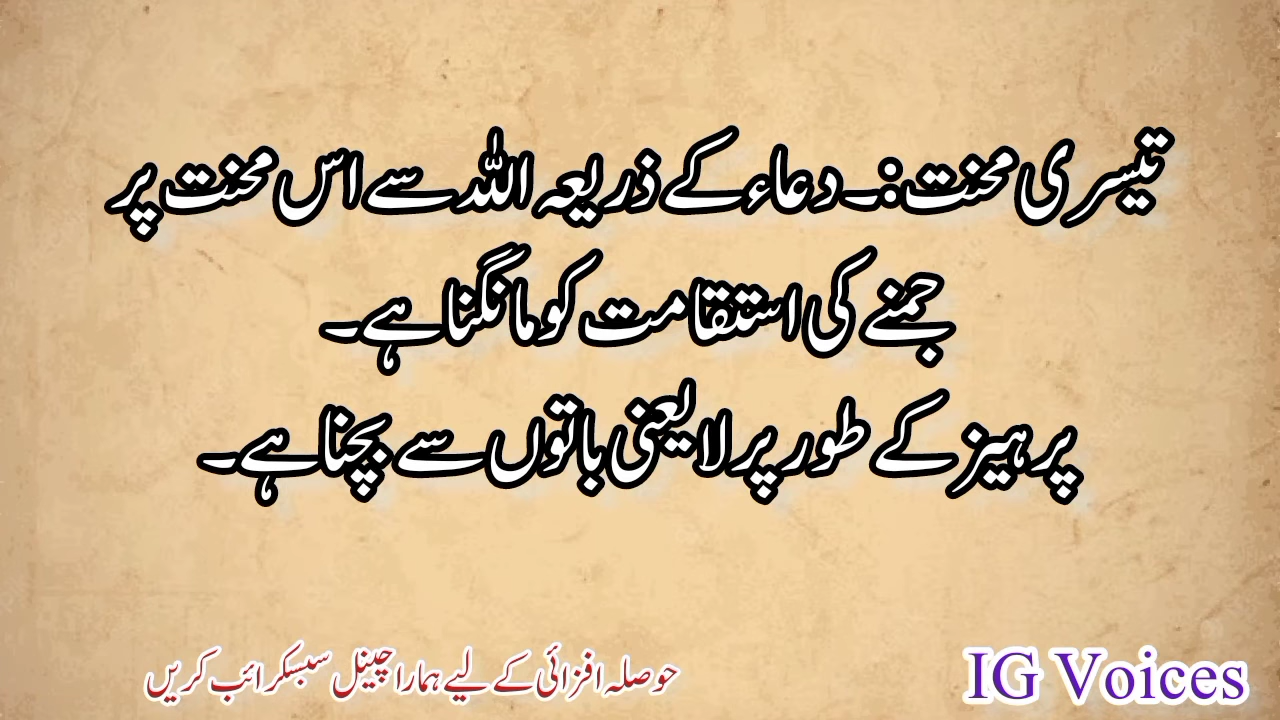 تیسری محنت:۔ دعاء کے ذریعہ اللہ سے اس محنت پر
جمنے کی استقامت کو مانگنا ہے۔
پرہیز کے طور پر لایعنی باتوں سے بچنا ہے۔
حوصلہ افزائی کے لیے ہمارا چینل سبسکرائب کریں
IG Voices